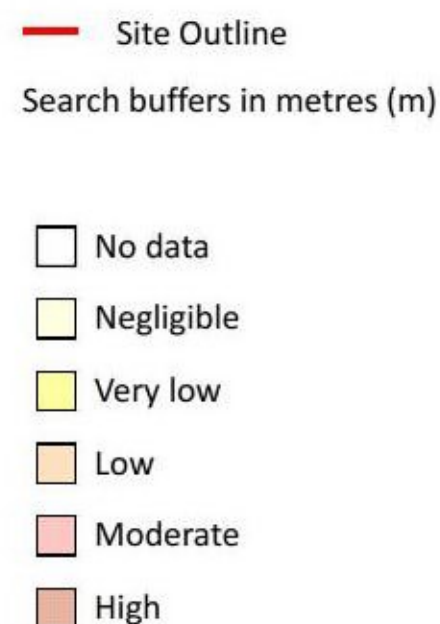 Site Outline
Search buffers in metres (m)
No data
Negligible
Very low
Low
Moderate
High